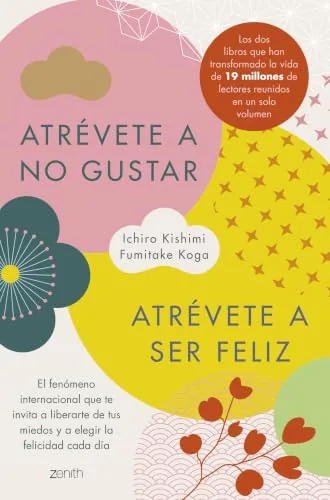 Los dos
libros que han
transformado la vida
de 19 millones de
lectores reunidos
en un solo
volumen
ATRÉVETE A
NO GUSTAR
Ichiro Kishimi
Fumitake Koga
ATRÉVETE A
SER FELIZ
El fenómeno
internacional que te
invita a liberarte de tus
miedos y a elegir la
felicidad cada día
zenith